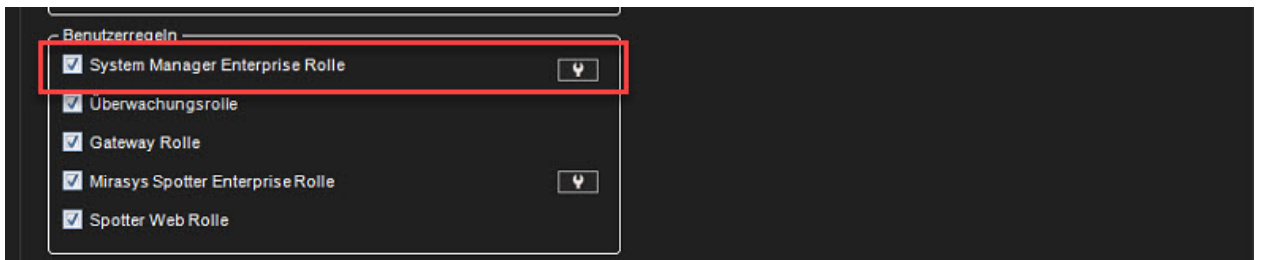 Benutzerregeln
System Manager Enterprise Rolle
Überwachungsrolle
Gateway Rolle
Mirasys Spotter Enterprise Rolle
Spotter Web Rolle